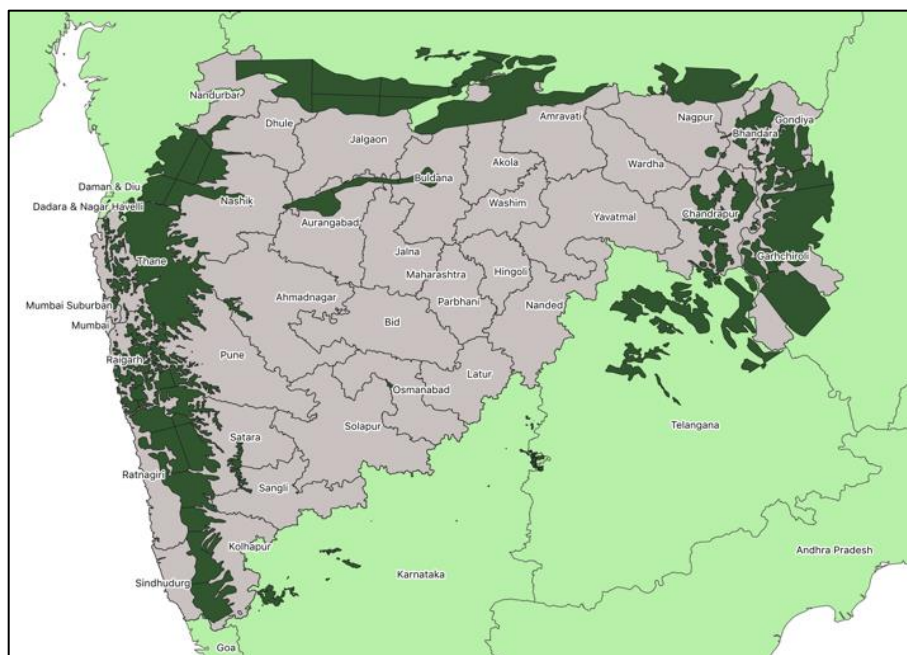 Nandurbar
Dhule
Jalgaon
Amravati
Nagpur
Gondiya
Bhandara
Akola
Wardha
Buldana
Daman & Diu
Dadara & Nagar Havelli
Nashik
Aurangabad
Washim
Yavatmal
Chandrapur
Thane
Jalna
Maharashtra
Hingoli
Garhchiroli
Mumbai Suburban
Ahmadnagar
Parbhani
Nanded
Mumbai
Bid
Raigarh
Pune
Latur
Osmanabad
Solapur
Telangana
Satara
Ratnagiri
Sangli
Kolhapur
Andhra Pradesh
Sindhudurg
Karnataka
Goa